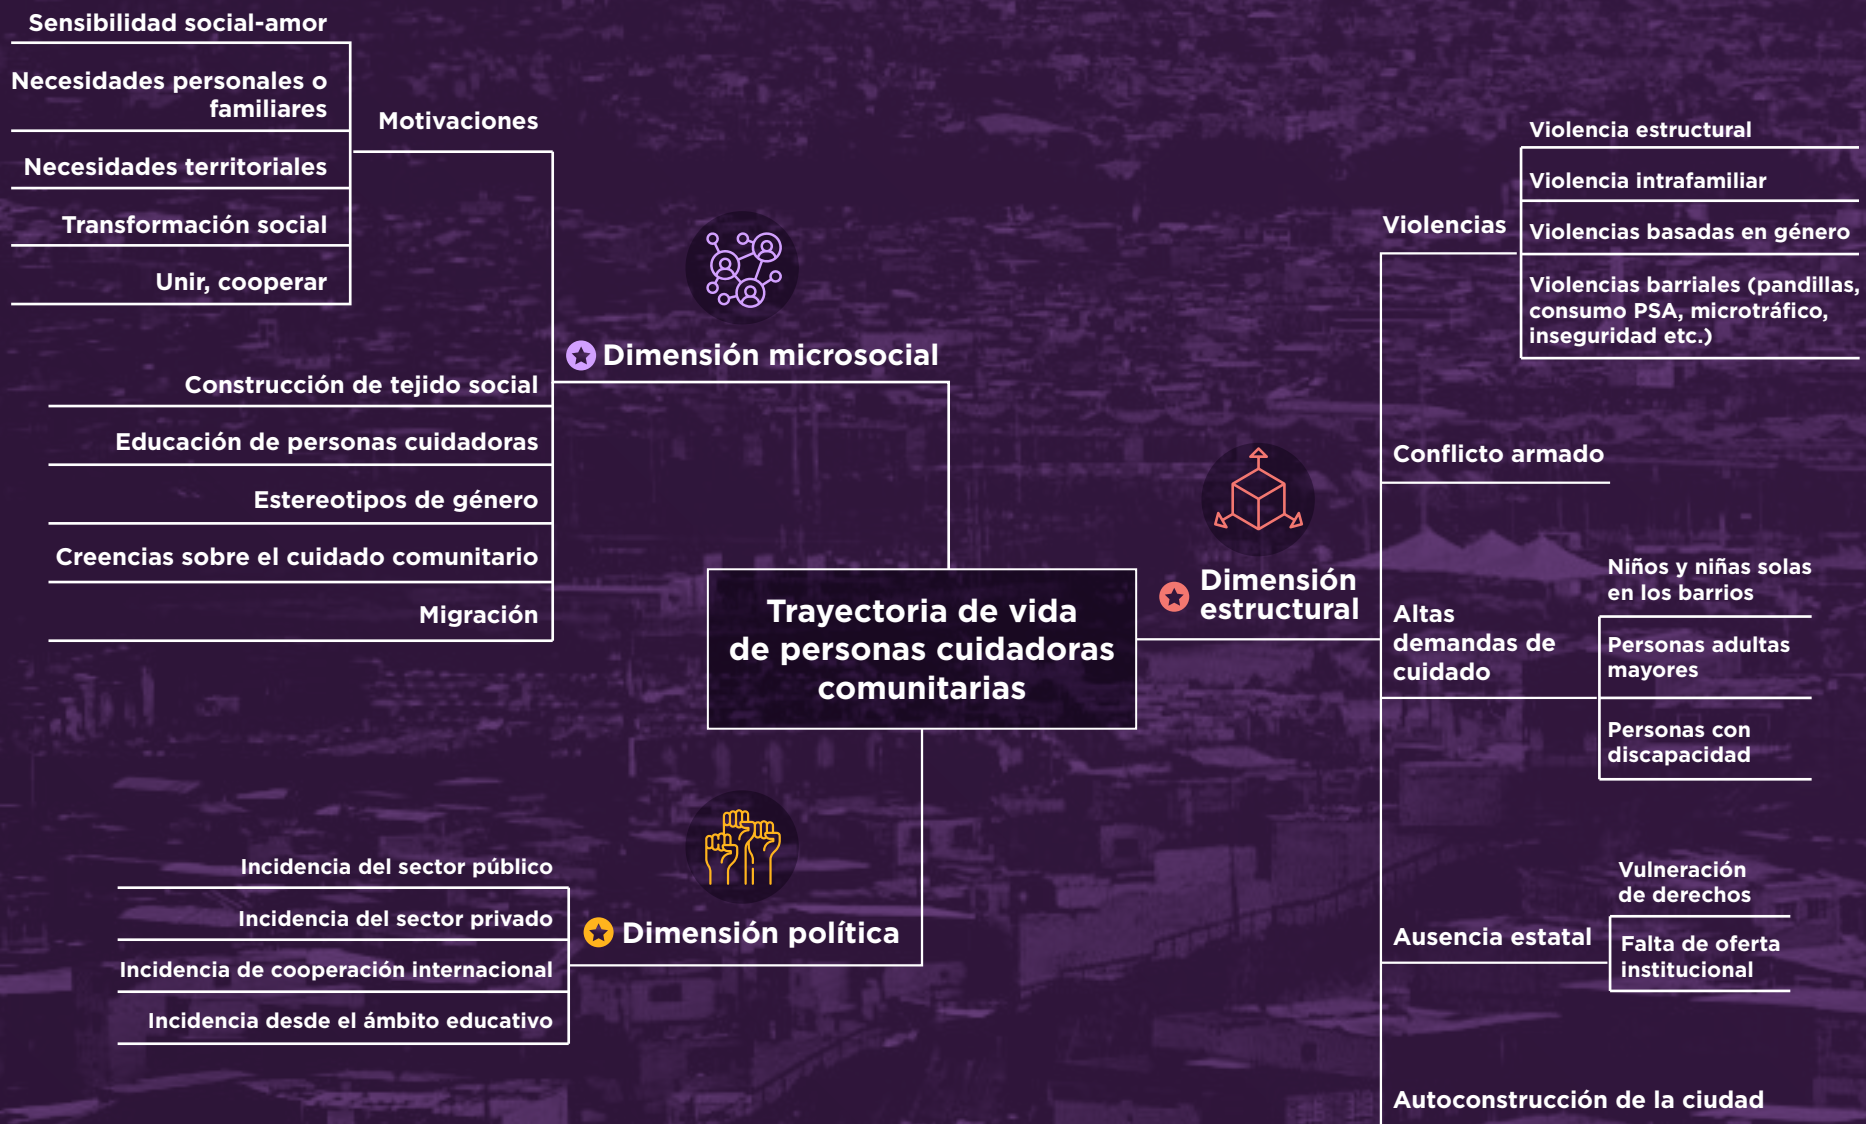 Sensibilidad social-amor
Necesidades personales o
familiares
Necesidades territoriales
Transformación social
Unir, cooperar
Motivaciones
Dimensión microsocial
Construcción de tejido social
Educación de personas cuidadoras
Estereotipos de género
Creencias sobre el cuidado comunitario
Migración
Trayectoria de vida
de personas cuidadoras
comunitarias
Dimensión política
Incidencia del sector público
Incidencia del sector privado
Incidencia de cooperación internacional
Incidencia desde el ámbito educativo
Dimensión
estructural
Violencias
Violencia estructural
Violencia intrafamiliar
Violencias basadas en género
Violencias barriales (pandillas,
consumo PSA, microtráfico,
inseguridad etc.)
Conflicto armado
Altas
demandas de
cuidado
Niños y niñas solas
en los barrios
Personas adultas
mayores
Personas con
discapacidad
Ausencia estatal
Vulneración
de derechos
Falta de oferta
institucional
Autoconstrucción de la ciudad